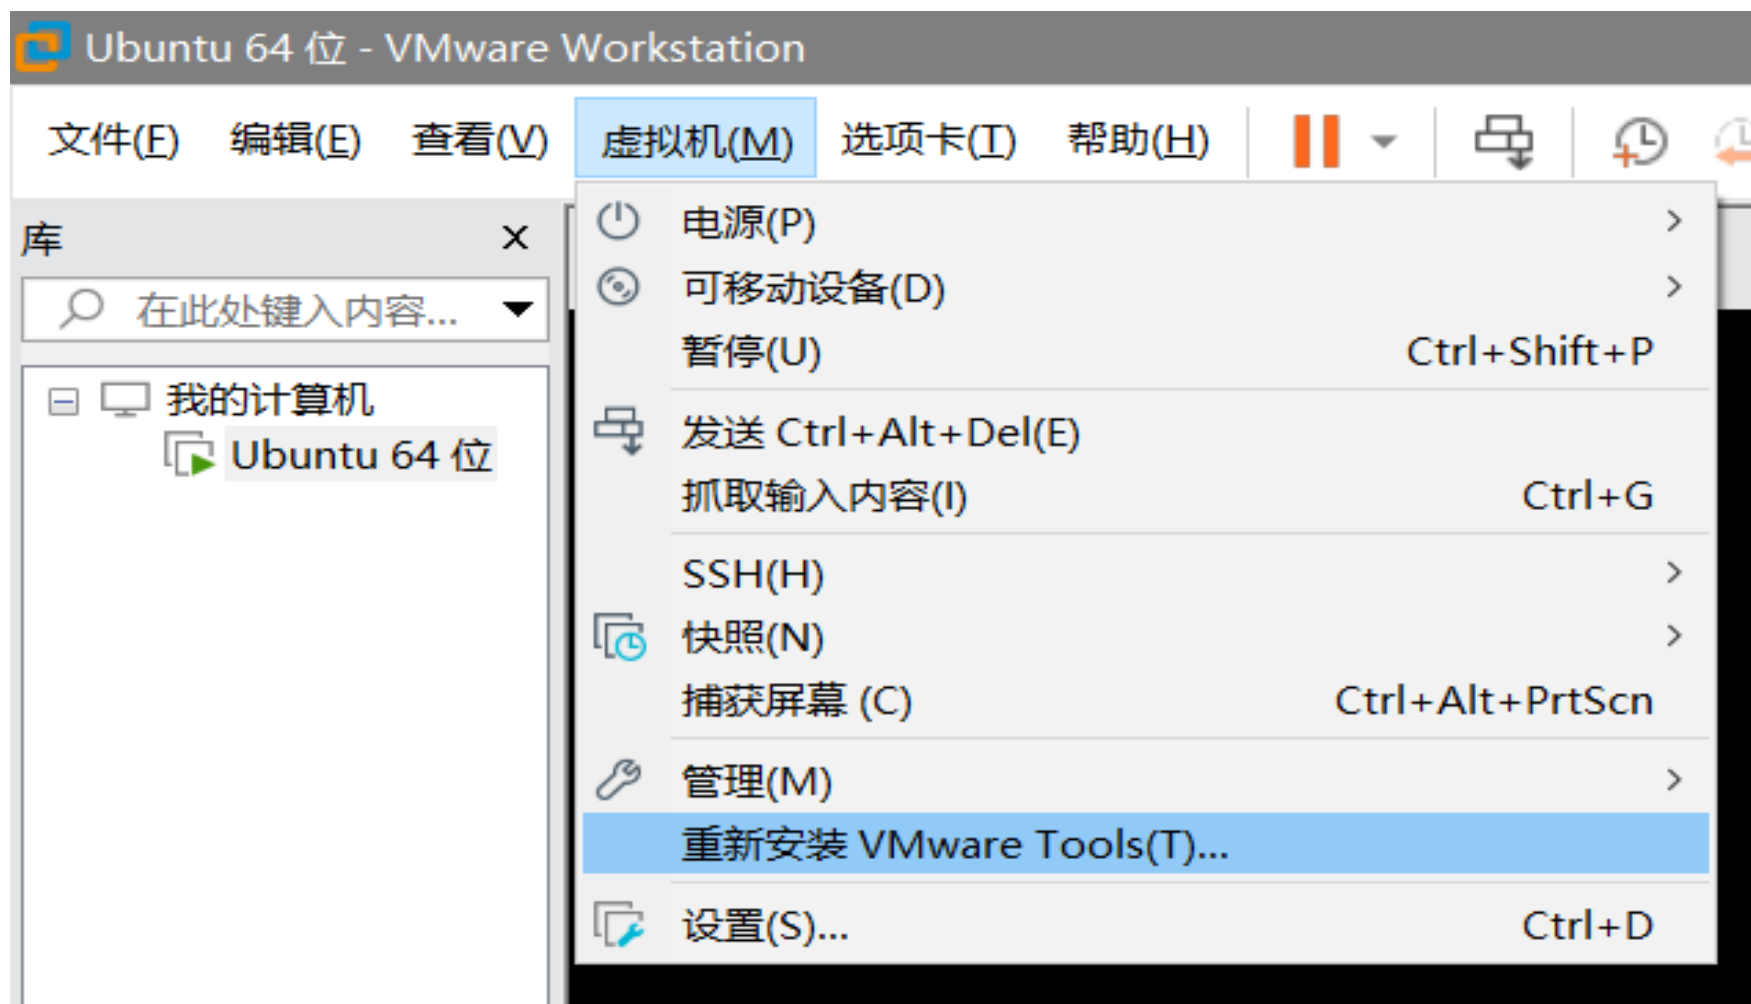 Ubuntu 64 位 - VMware Workstation
文件(F) 编辑(E) 查看(V) 虚拟机(M) 选项卡(T) 帮助(H)
库
在此处键入内容...
我的计算机
Ubuntu 64 位
电源(P)
可移动设备(D)
暂停(U) Ctrl+Shift+P
发送 Ctrl+Alt+Del(E)
抓取输入内容(I) Ctrl+G
SSH(H)
快照(N)
捕获屏幕 (C) Ctrl+Alt+PrtScn
管理(M)
重新安装 VMware Tools(T)...
设置(S)... Ctrl+D